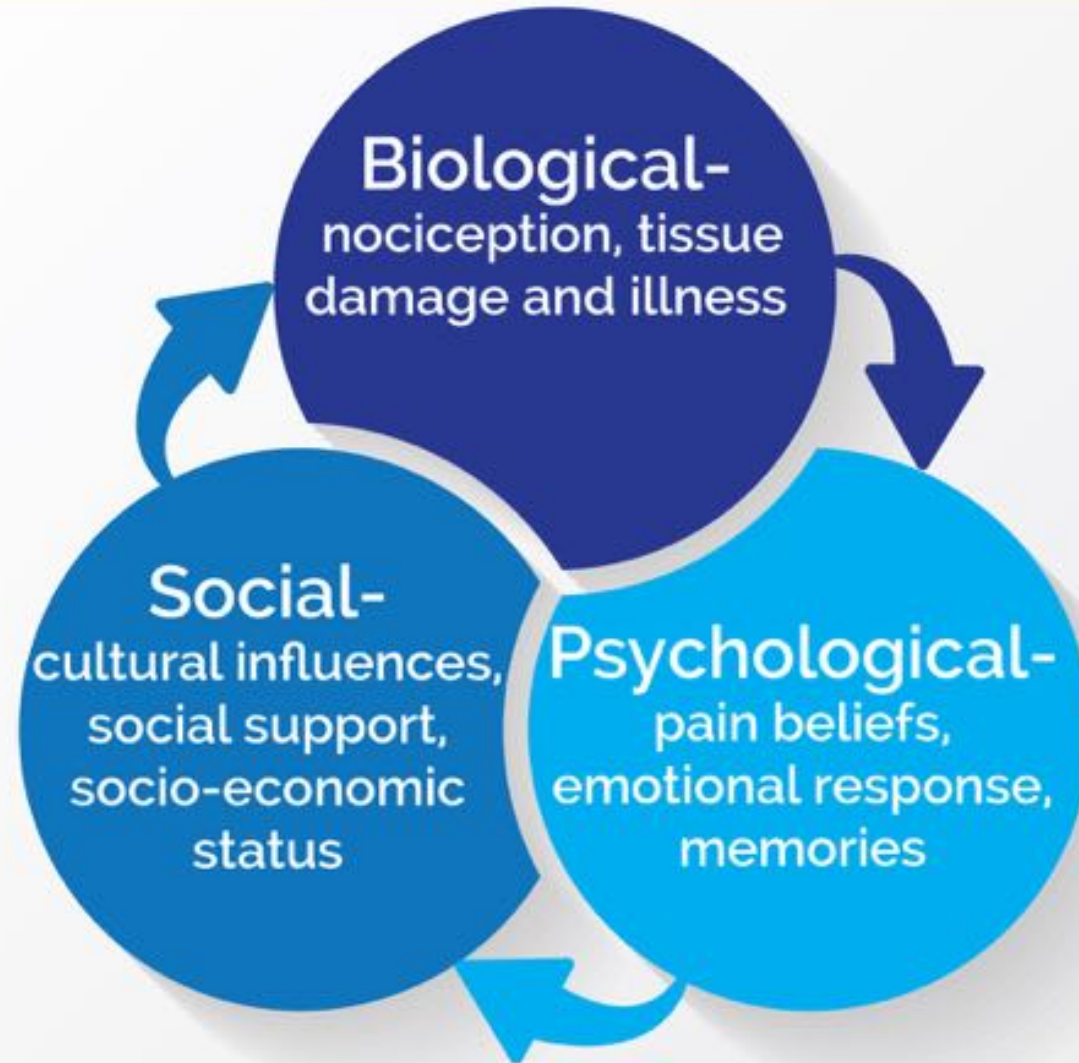 Biological-
nociception, tissue
damage and illness
Social-
cultural influences,
social support,
socio-economic
status
Psychological-
pain beliefs,
emotional response,
memories